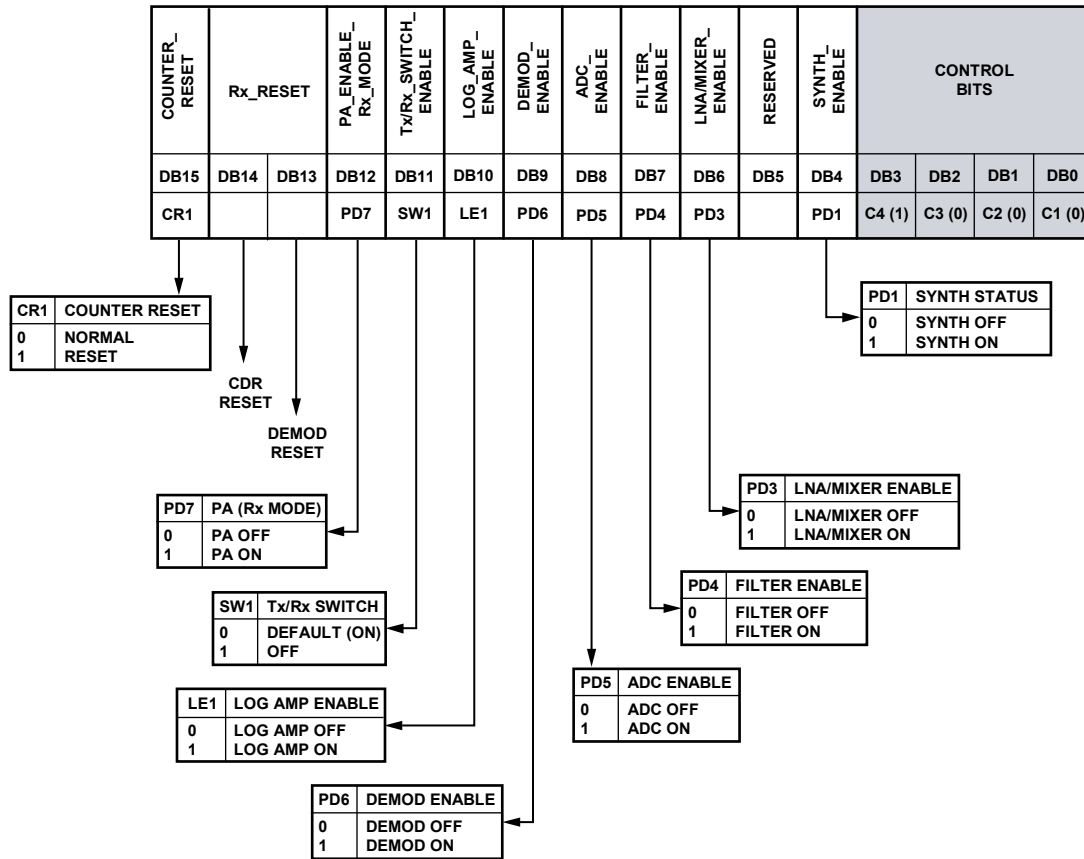 COUNTER_
RESET
Rx_RESET
PA_ENABLE_
Rx_MODE
Tx/Rx_SWITCH_
ENABLE
LOG_AMP_
ENABLE
DEMOD_
ENABLE
ADC_
ENABLE
FILTER_
ENABLE
LNA/MIXER_
ENABLE
RESERVED
SYNTH_
ENABLE
CONTROL
BITS
DB15 DB14 DB13 DB12 DB11 DB10 DB9 DB8 DB7 DB6 DB5 DB4 DB3 DB2 DB1 DB0
CR1 PD7 SW1 LE1 PD6 PD5 PD4 PD3 PD1 C4 (1) C3 (0) C2 (0) C1 (0)
CR1 COUNTER RESET
0 NORMAL
1 RESET
PD1 SYNTH STATUS
0 SYNTH OFF
1 SYNTH ON
CDR
RESET
DEMOD
RESET
PD7 PA (Rx MODE)
0 PA OFF
1 PA ON
PD3 LNA/MIXER ENABLE
0 LNA/MIXER OFF
1 LNA/MIXER ON
SW1 Tx/Rx SWITCH
0 DEFAULT (ON)
1 OFF
PD4 FILTER ENABLE
0 FILTER OFF
1 FILTER ON
LE1 LOG AMP ENABLE
0 LOG AMP OFF
1 LOG AMP ON
PD5 ADC ENABLE
0 ADC OFF
1 ADC ON
PD6 DEMOD ENABLE
0 DEMOD OFF
1 DEMOD ON